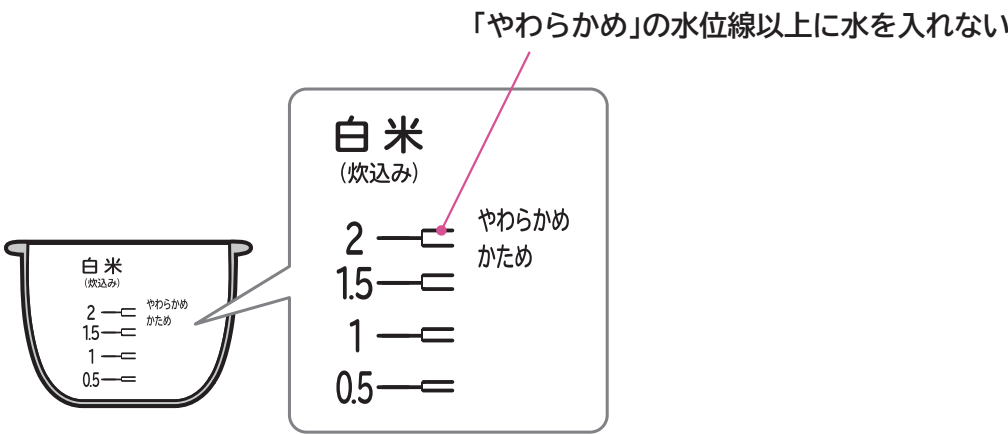 「やわらかめ」の水位線以上に水を入れない
白米
(炊込み)
2
やわらかめ
かため
1.5
1
0.5
白米
(炊込み)
2
やわらかめ
かため
1.5
1
0.5